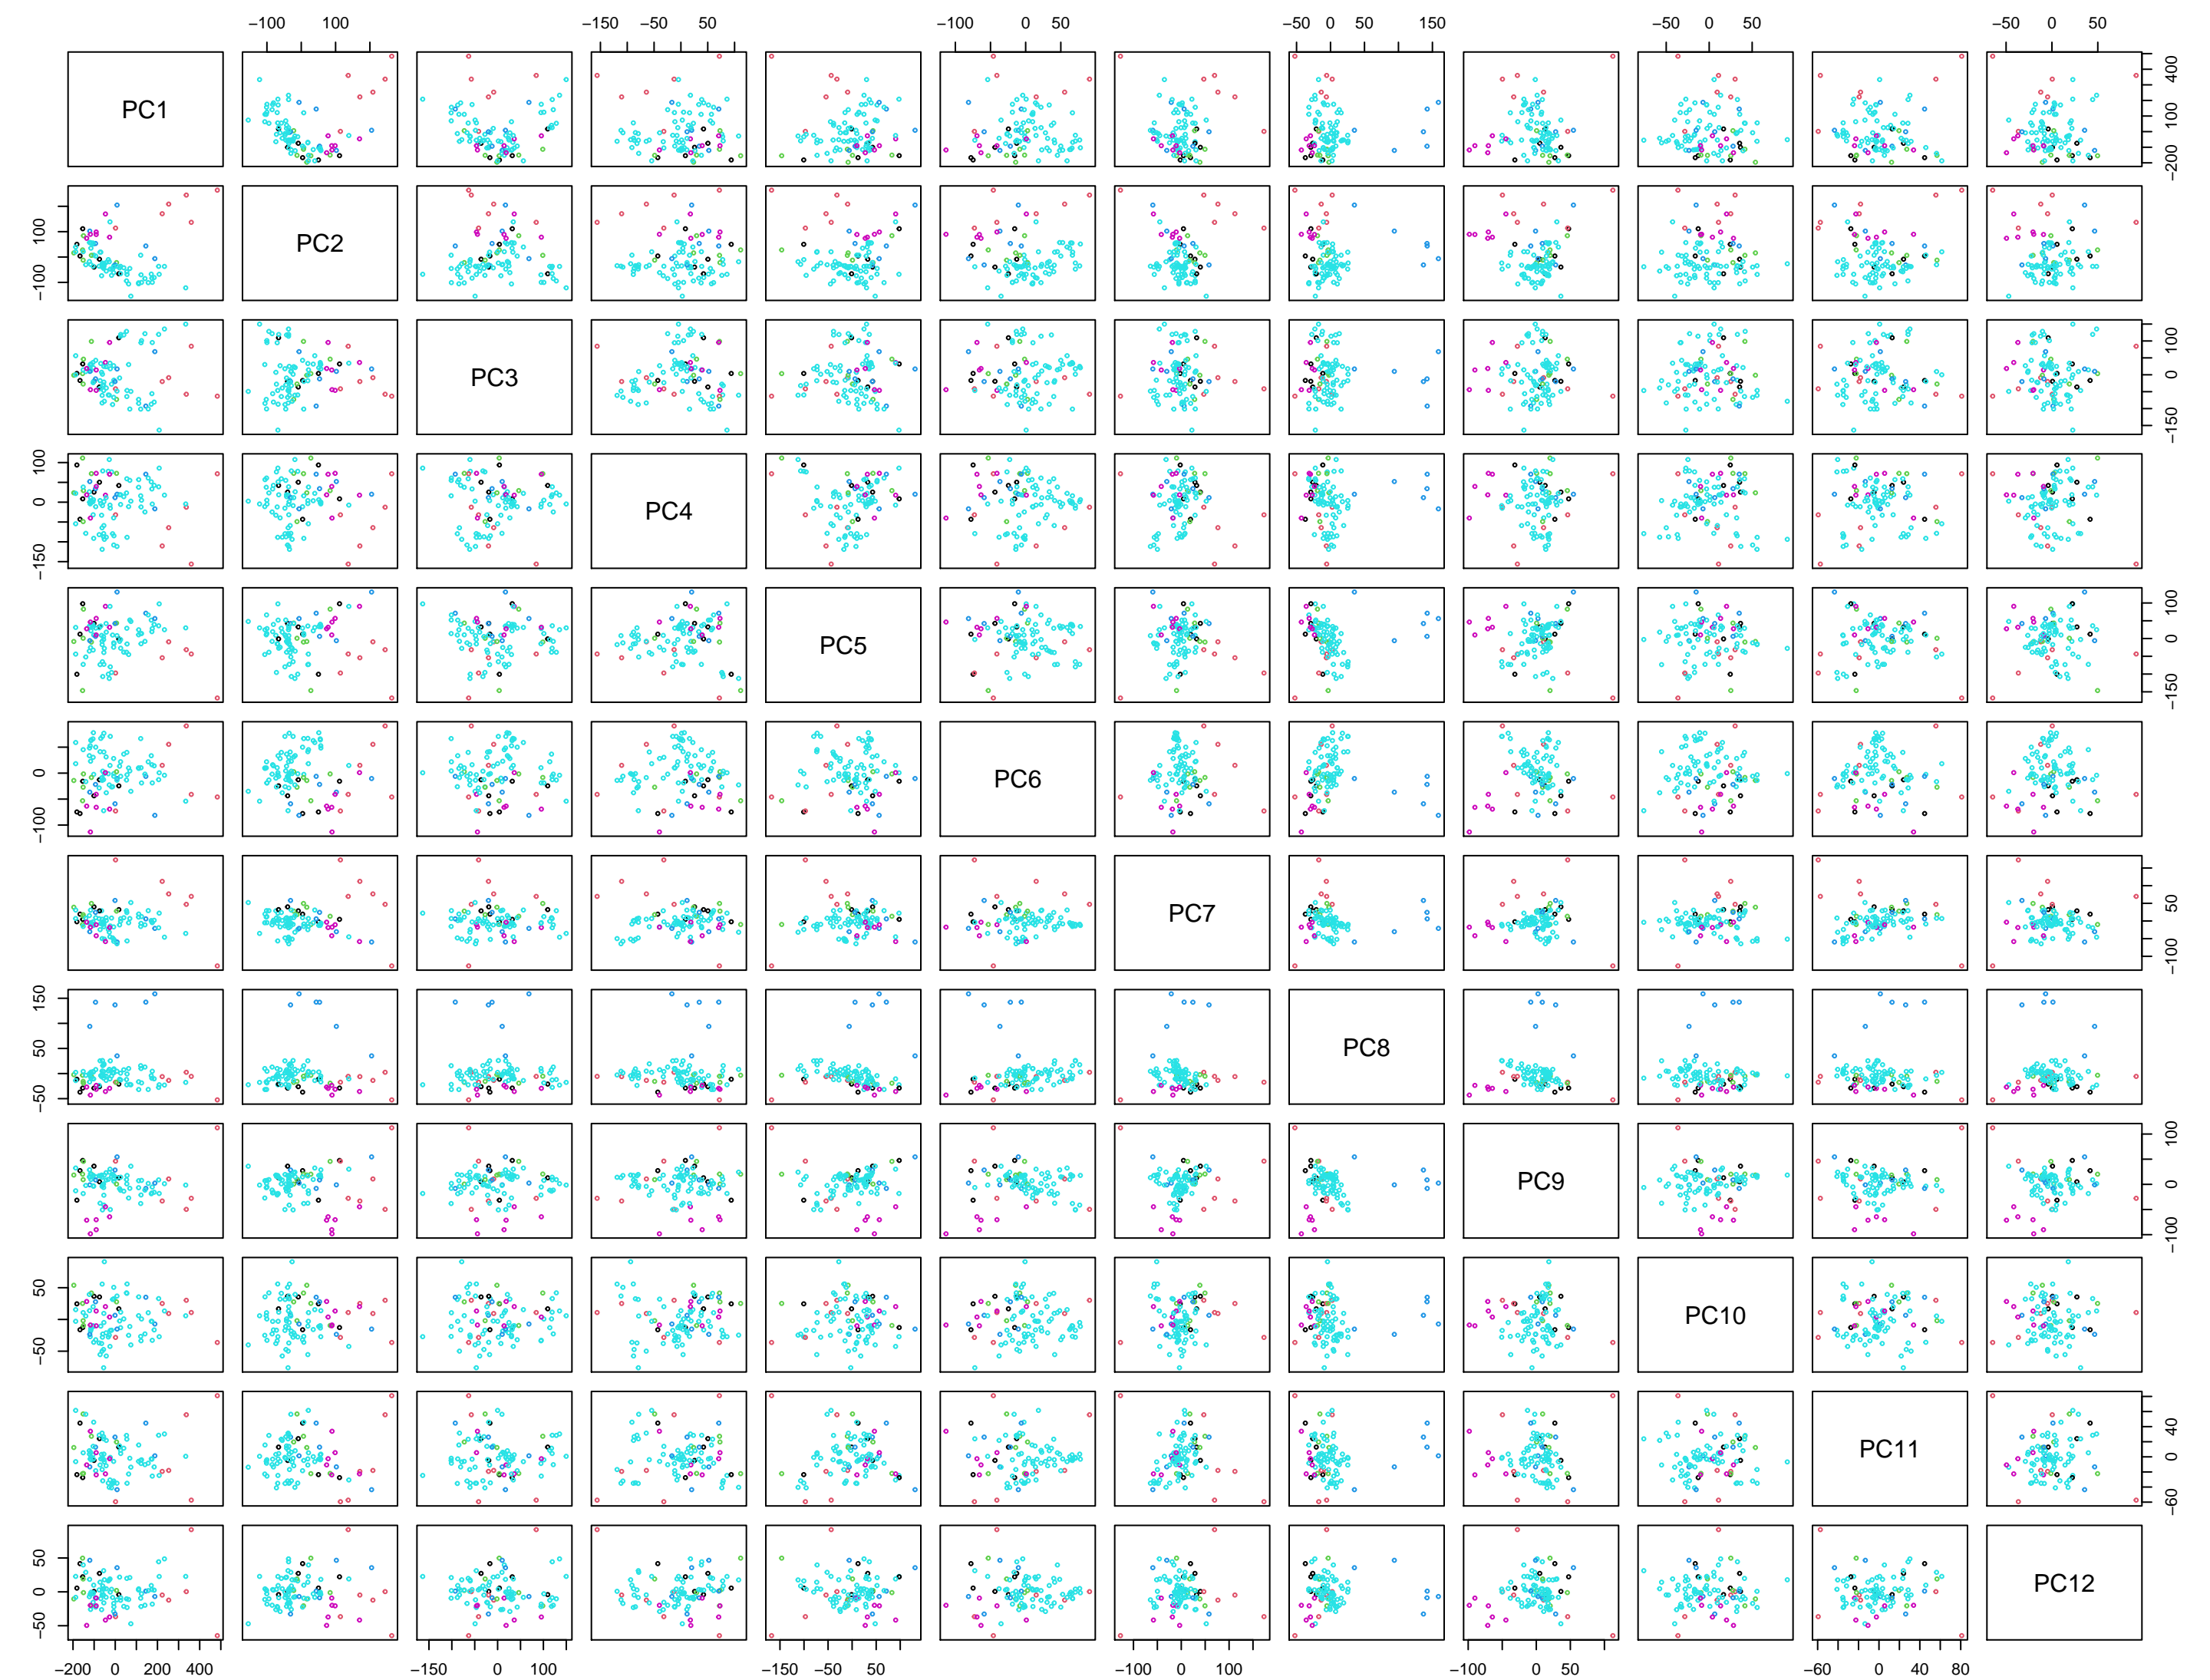 −100 100 −150 −50 50 −100 0 50 −50 0 50 150 −50 0 50 −50 0 50
PC1 −200 100 400
−100 100 PC2
PC3 −150 0 100
−150 0 100 PC4
PC5 −150 0 100
−100 0 PC6
PC7 −100 50
−50 50 150 PC8
PC9 −100 0 100
−50 50 PC10
PC11 −60 0 40
−50 0 50 PC12
−200 0 200 400 −150 0 100 −150 −50 50 −100 0 100 −100 0 50 −60 0 40 80